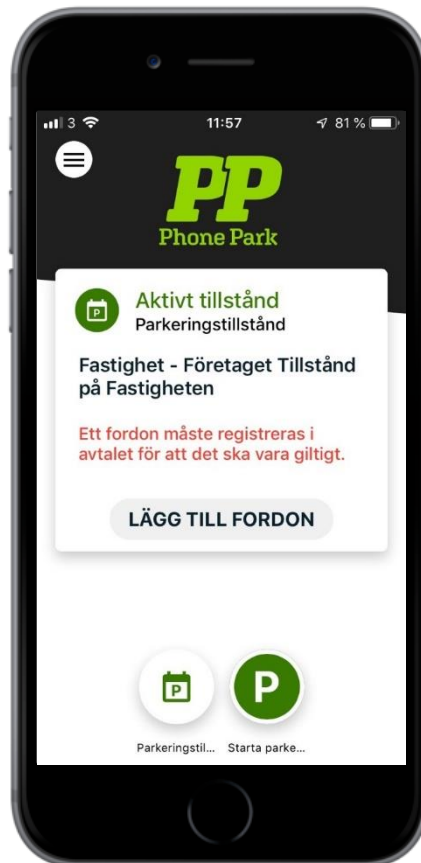 3 11:57 81 %
PP
Phone Park
P Aktivt tillstånd
Parkeringstillstånd
Fastighet - Företaget Tillstånd
på Fastigheten
Ett fordon måste registreras i
avtalet för att det ska vara giltigt.
LÄGG TILL FORDON
P P
Parkeringstil... Starta parke...